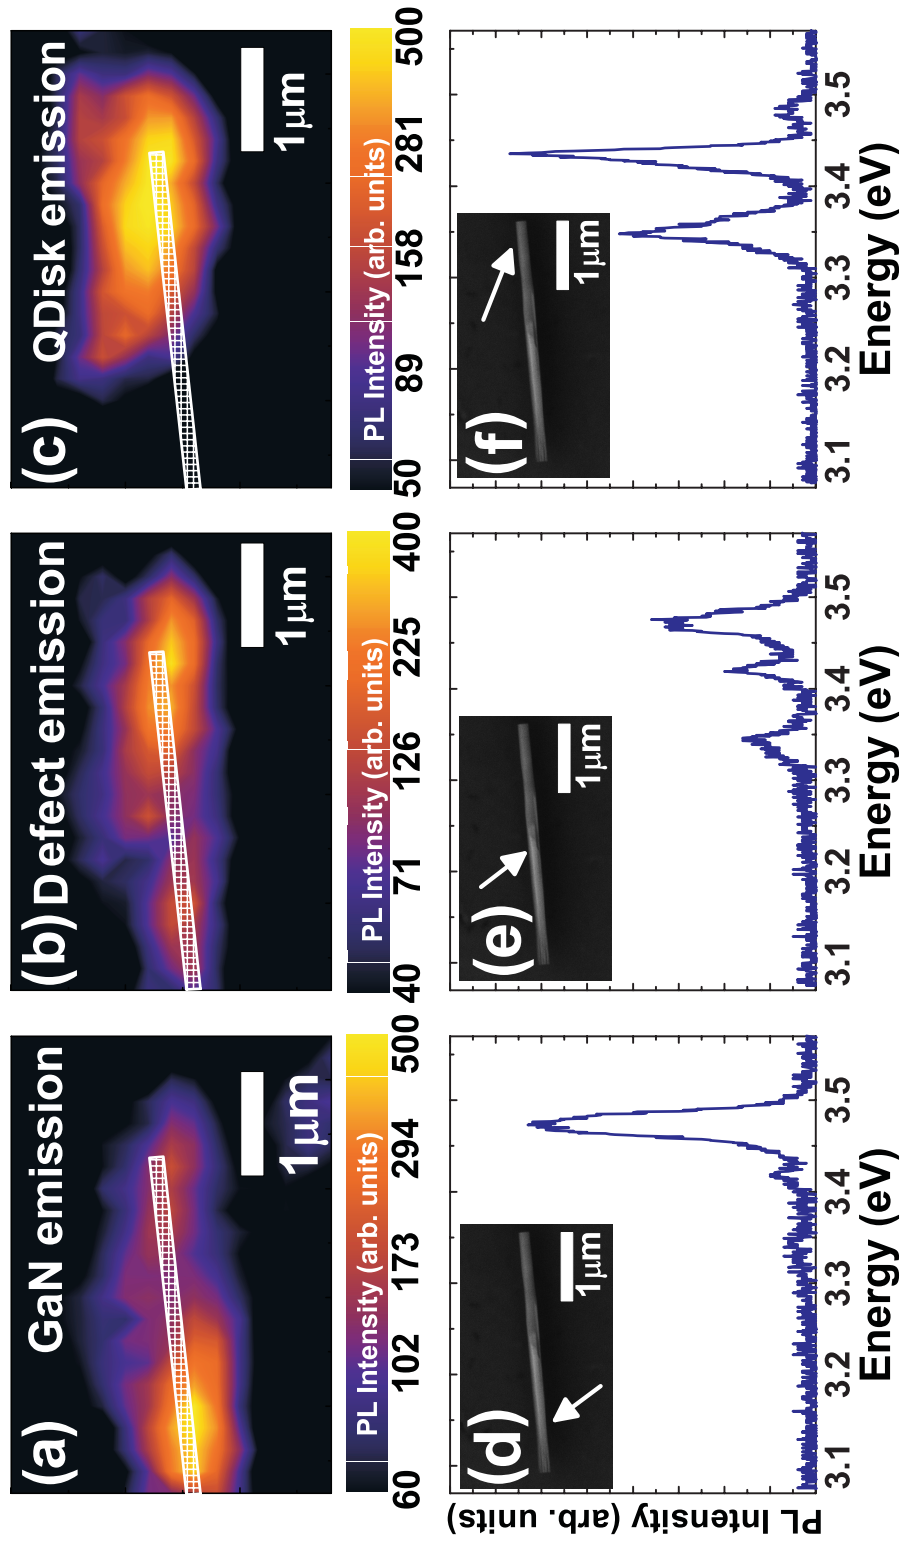 (a) GaN emission
1μm
PL Intensity (arb. units)
60 102 173 294 500
(b) Defect emission
1μm
PL Intensity (arb. units)
40 71 126 225 400
(c) QDisk emission
1μm
PL Intensity (arb. units)
50 89 158 281 500
PL Intensity (arb. units)
(d)
1μm
3.1 3.2 3.3 3.4 3.5
Energy (eV)
(e)
1μm
3.1 3.2 3.3 3.4 3.5
Energy (eV)
(f)
1μm
3.1 3.2 3.3 3.4 3.5
Energy (eV)